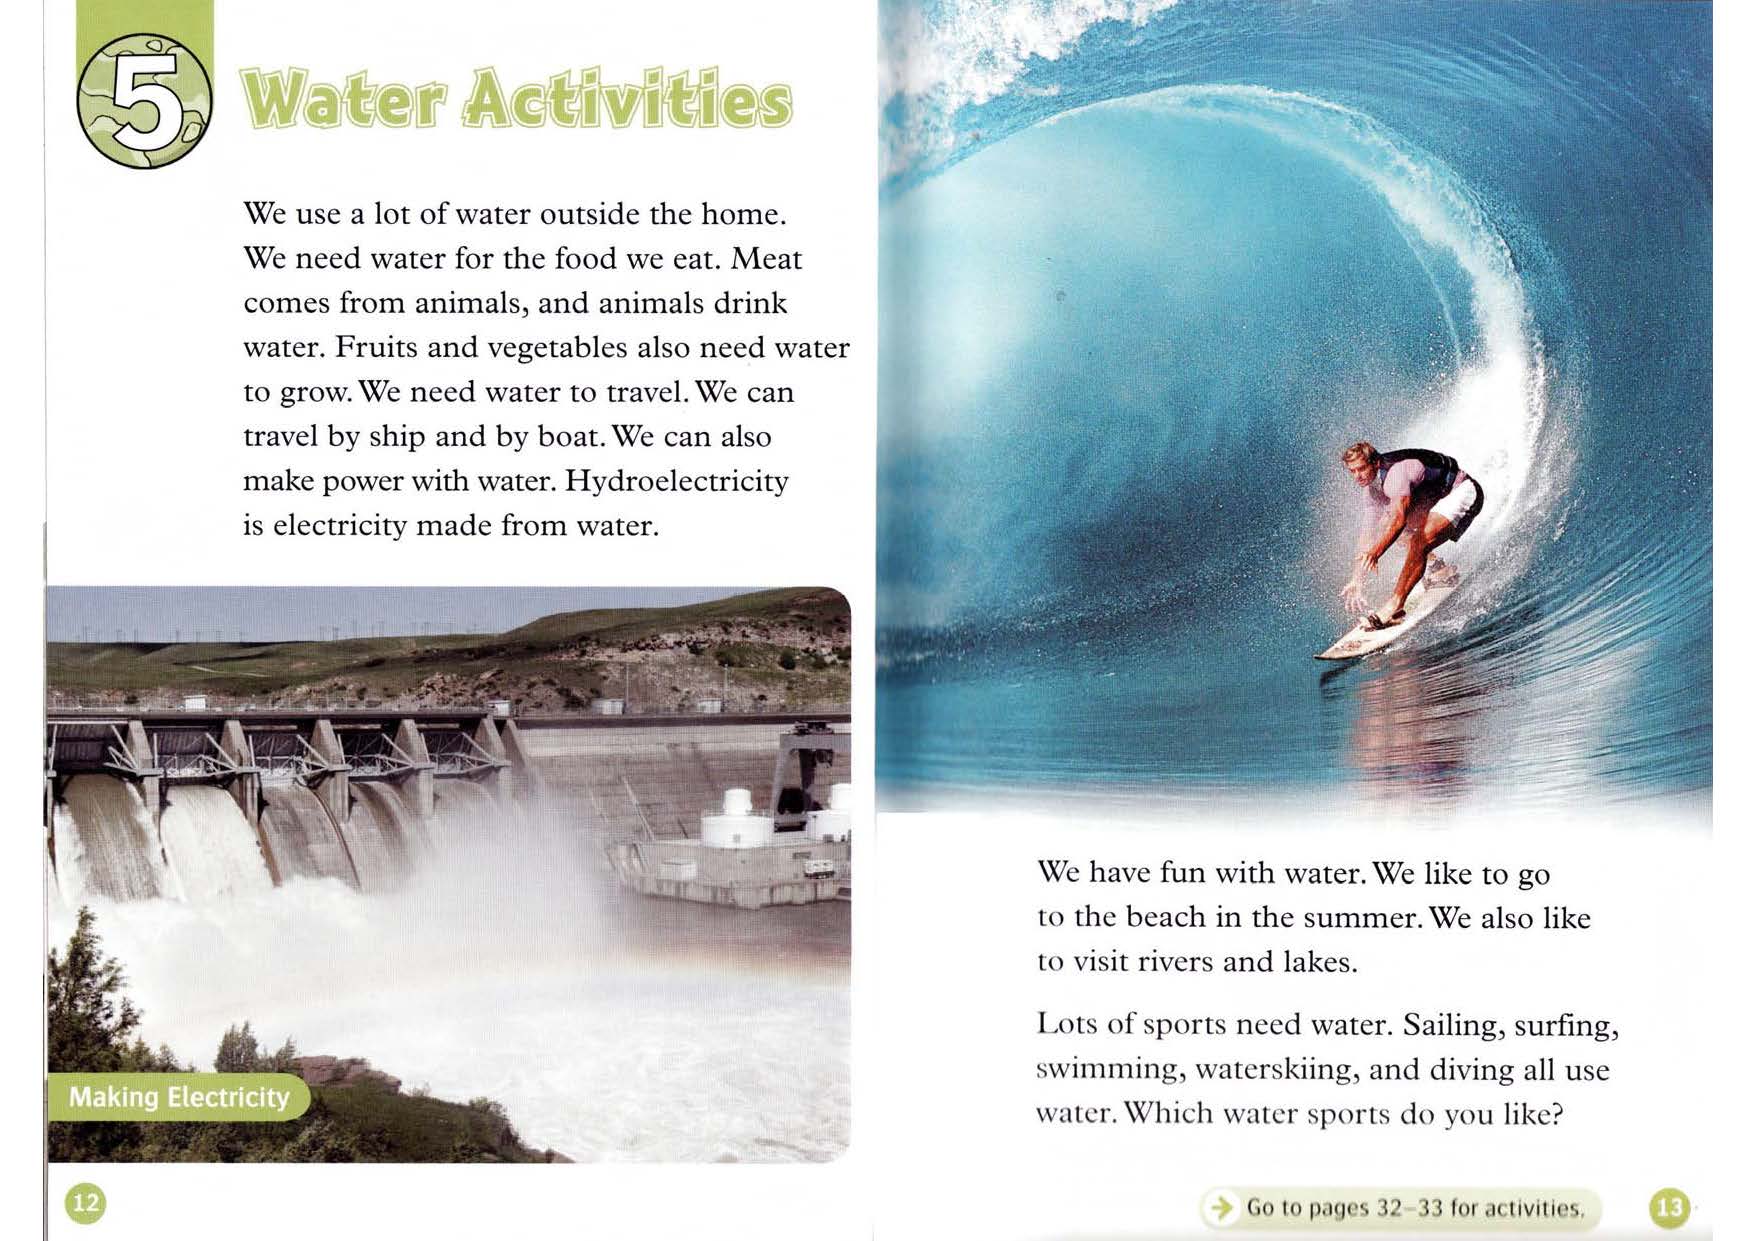 5
Water Activities
We use a lot of water outside the home.
We need water for the food we eat. Meat
comes from animals, and animals drink
water. Fruits and vegetables also need water
to grow. We need water to travel. We can
travel by ship and by boat. We can also
make power with water. Hydroelectricity
is electricity made from water.
Making Electricity
12
We have fun with water. We like to go
to the beach in the summer. We also like
to visit rivers and lakes.
Lots of sports need water. Sailing, surfing,
swimming, waterskiing, and diving all use
water. Which water sports do you like?
Go to pages 32–33 for activities.
13